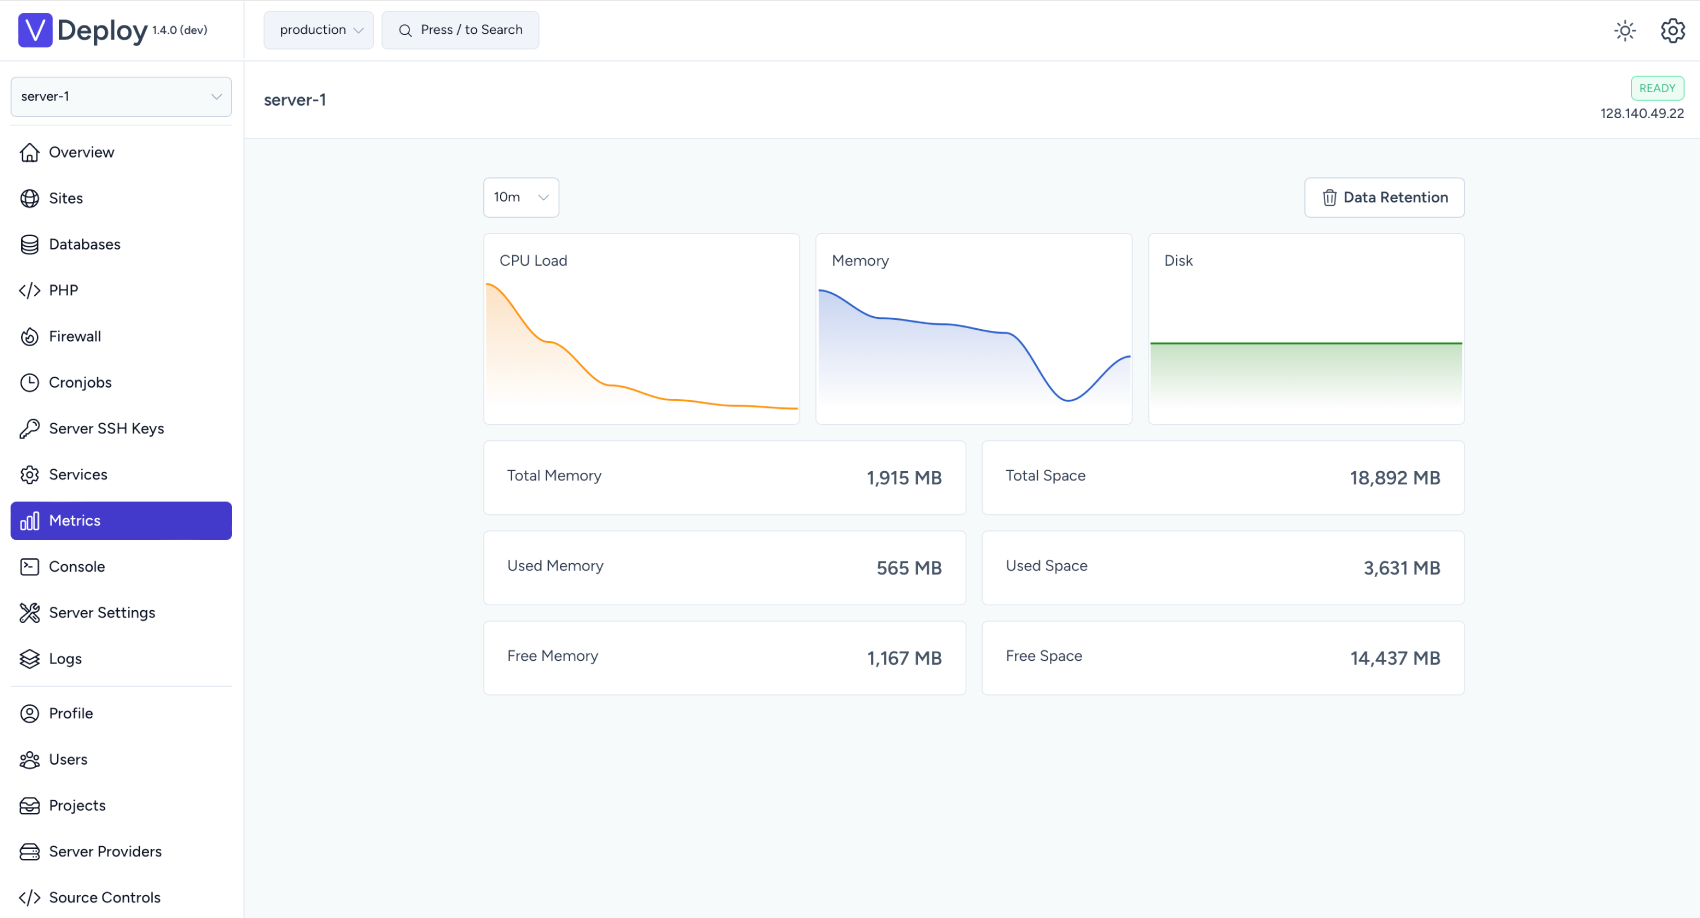 V Deploy 1.4.0 (dev)
production
Press / to Search
server-1
server-1
READY
128.140.49.22
Overview
Sites
Databases
PHP
Firewall
Cronjobs
Server SSH Keys
Services
Metrics
Console
Server Settings
Logs
Profile
Users
Projects
Server Providers
Source Controls
10m
Data Retention
CPU Load
Memory
Disk
Total Memory 1,915 MB
Total Space 18,892 MB
Used Memory 565 MB
Used Space 3,631 MB
Free Memory 1,167 MB
Free Space 14,437 MB